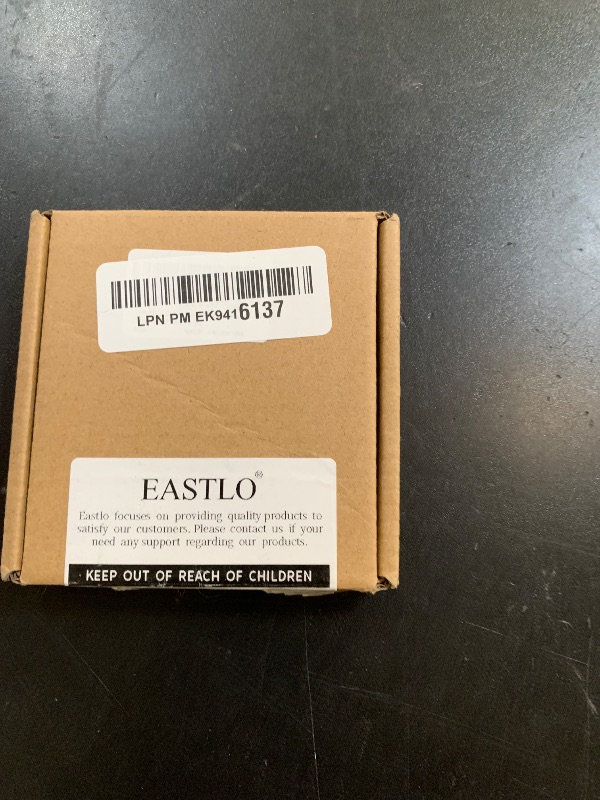 LPN PM EK9416137
EASTLO®
Eastlo focuses on providing quality products to
satisfy our customers. Please contact us if your
need any support regarding our products.
KEEP OUT OF REACH OF CHILDREN